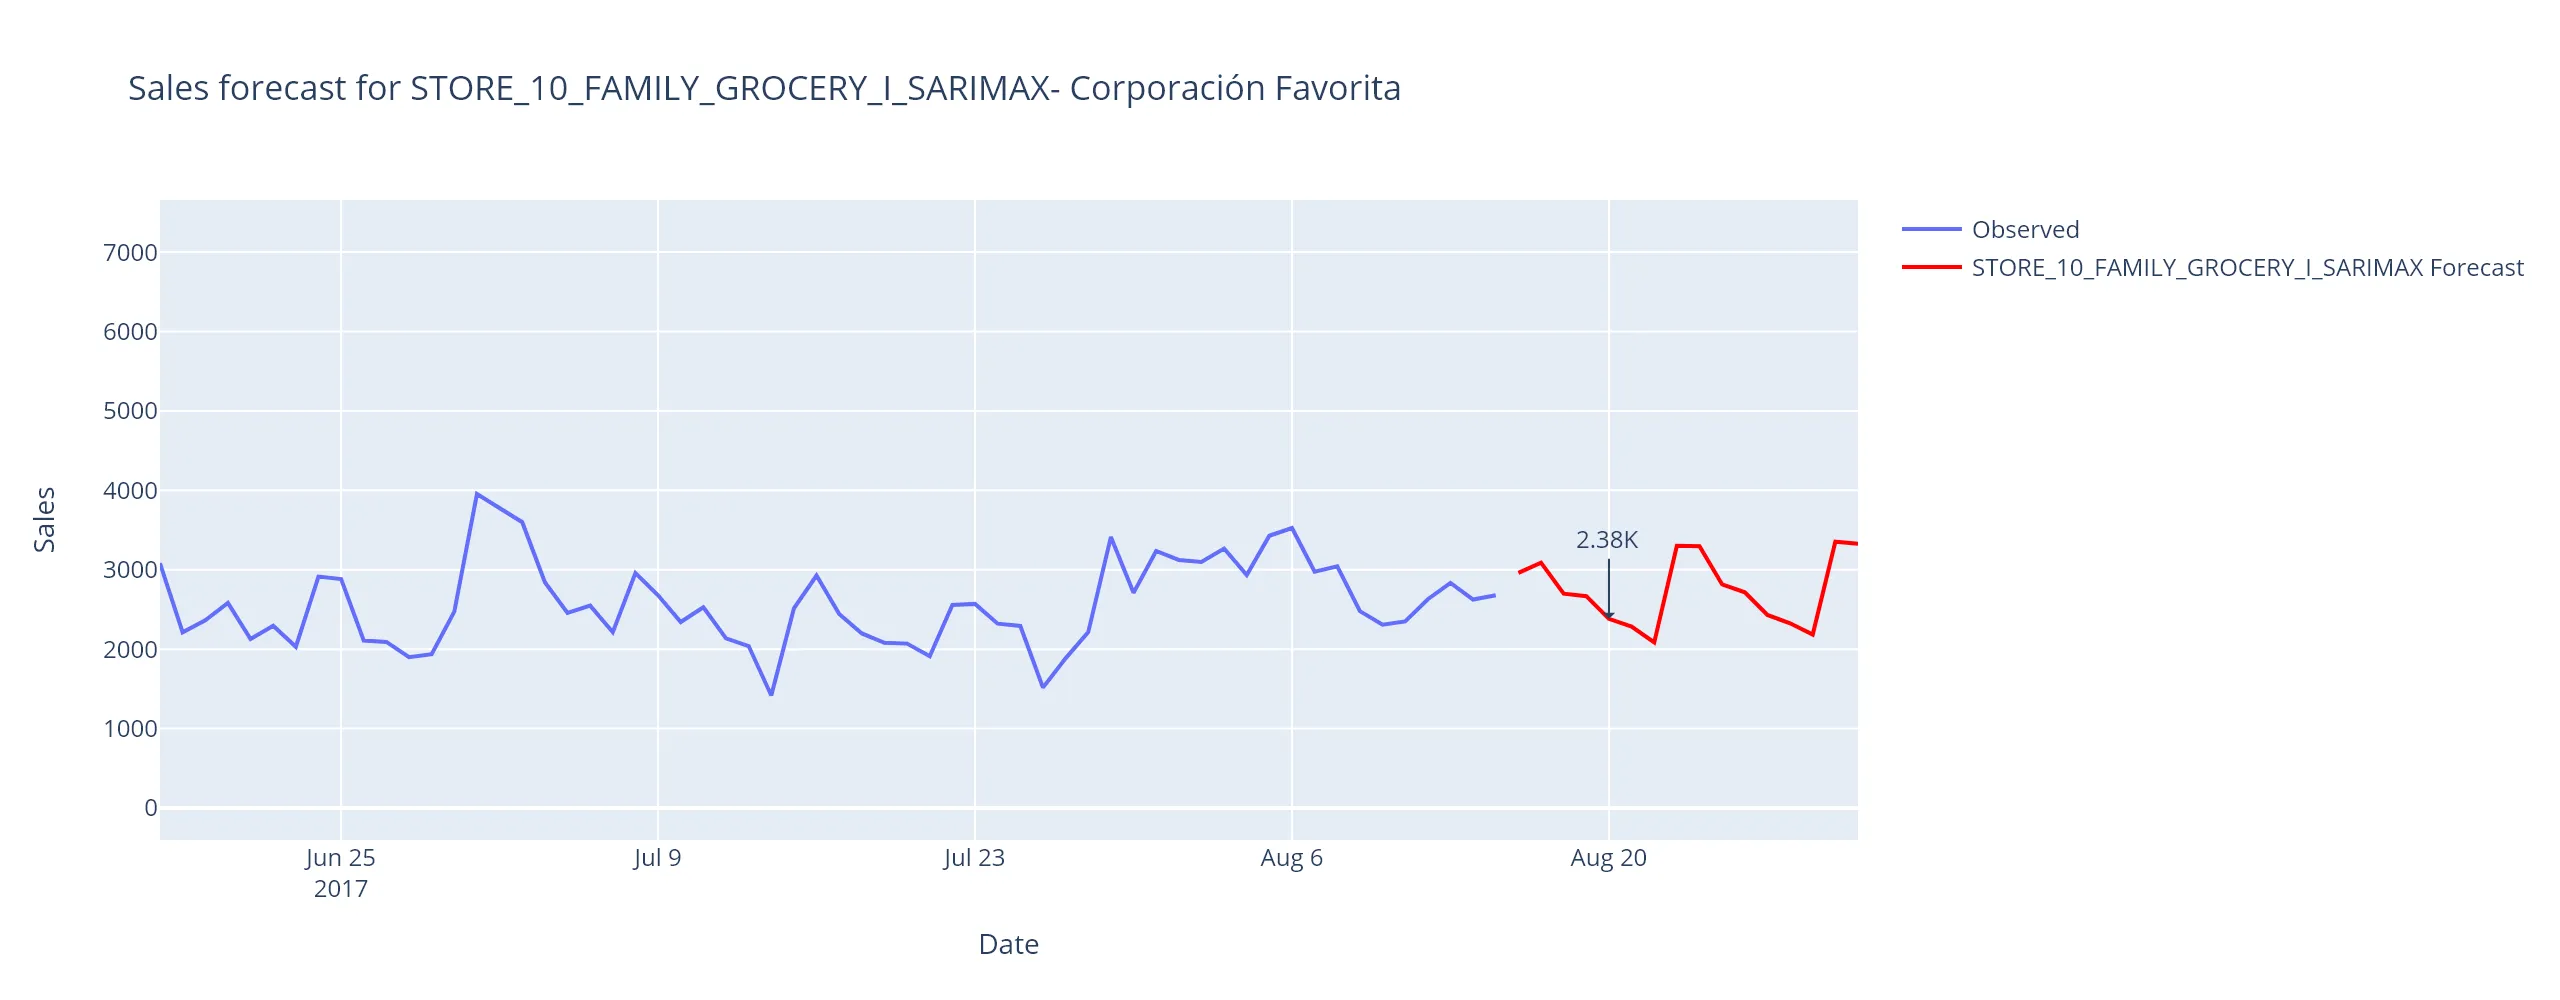 Sales forecast for STORE_10_FAMILY_GROCERY_I_SARIMAX- Corporación Favorita
Observed
STORE_10_FAMILY_GROCERY_I_SARIMAX Forecast
7000
6000
5000
4000
3000
2000
1000
0
Sales
2.38K
Jun 25
2017
Jul 9
Jul 23
Aug 6
Aug 20
Date